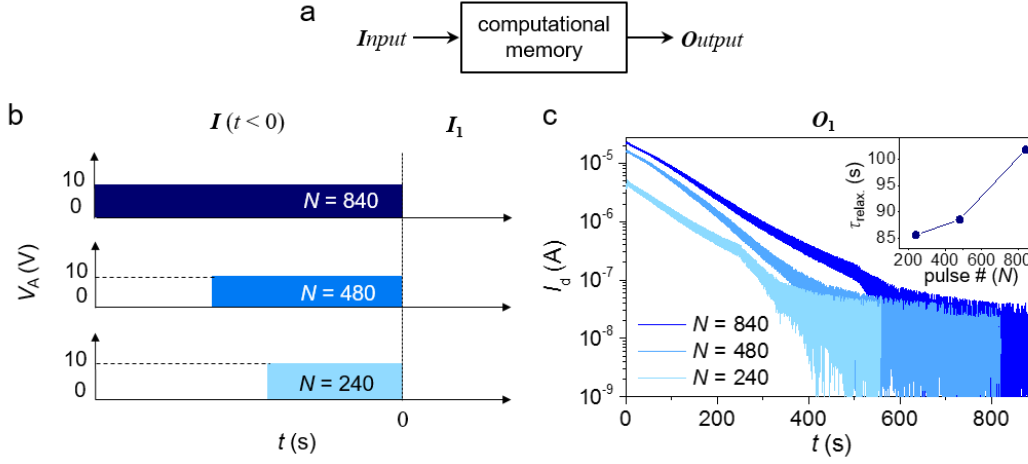 a
Input
computational
memory
Output
b
I (t < 0)
I1
VA (V)
10
0
N = 840
10
0
N = 480
10
0
N = 240
0
t (s)
c
O1
Id (A)
10-5
10-6
10-7
10-8
10-9
N = 840
N = 480
N = 240
0
200
400
600
800
t (s)
τrelax. (s)
100
95
90
85
200
400
600
800
pulse # (N)